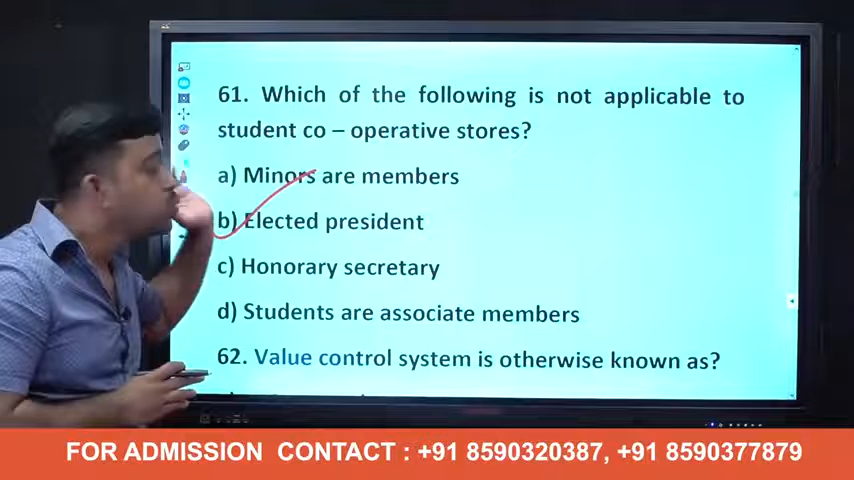 61. Which of the following is not applicable to
student co – operative stores?
a) Minors are members
b) Elected president
c) Honorary secretary
d) Students are associate members
62. Value control system is otherwise known as?
FOR ADMISSION CONTACT : +91 8590320387, +91 8590377879